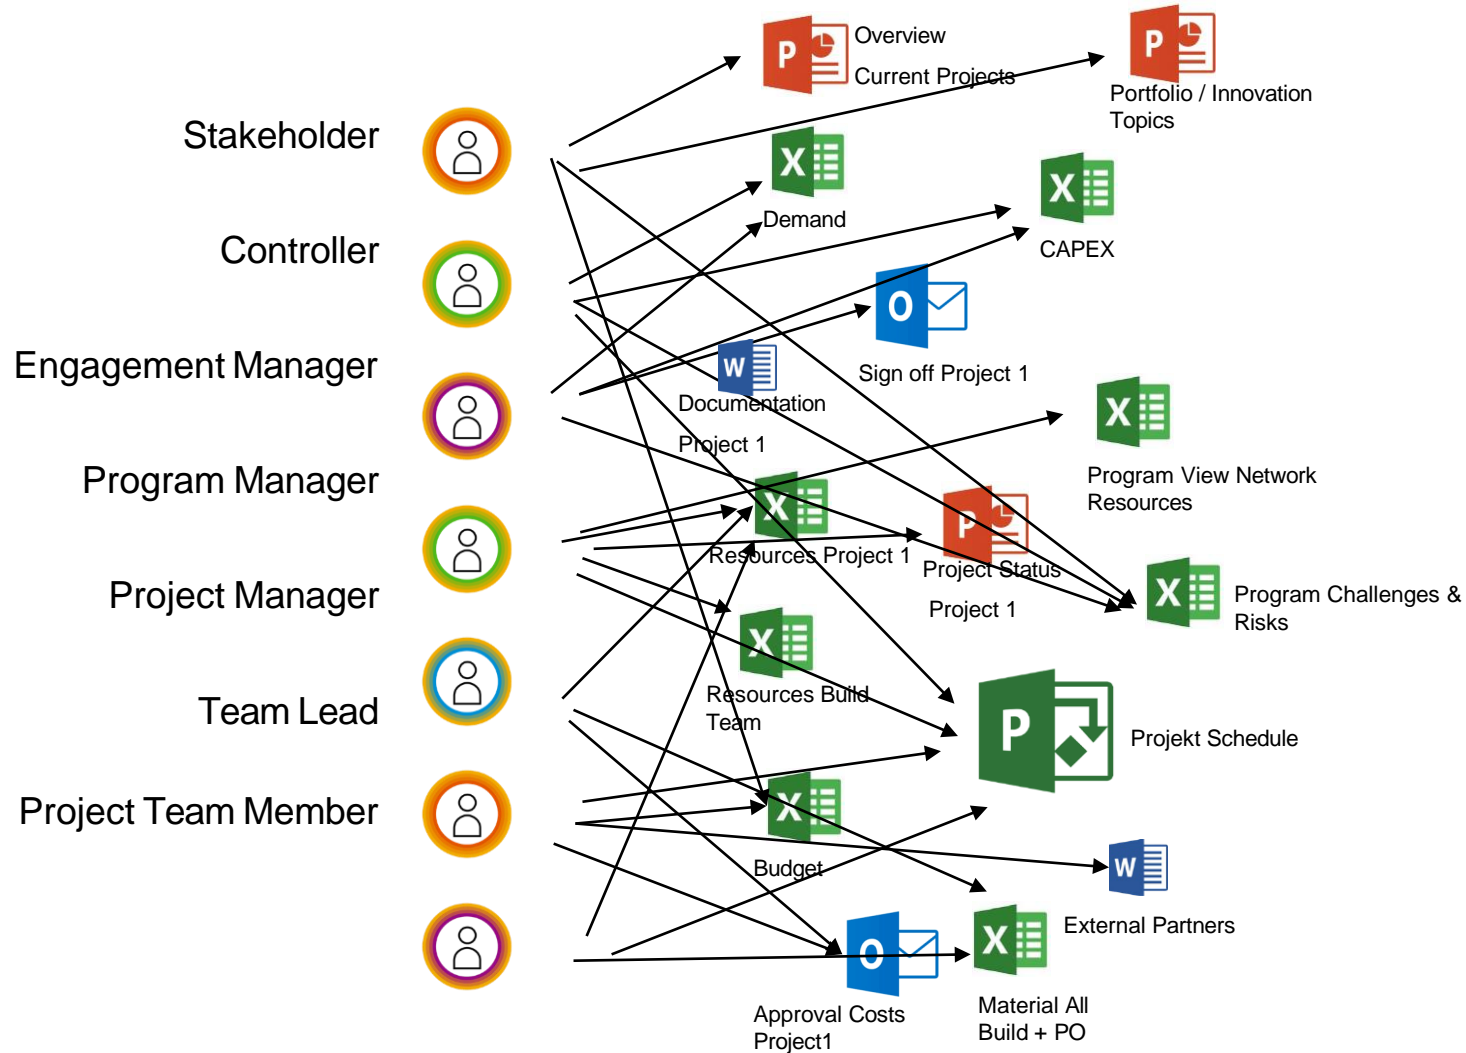 Stakeholder
Controller
Engagement Manager
Program Manager
Project Manager
Team Lead
Project Team Member
P
Overview
Current Projects
P
Portfolio / Innovation
Topics
X
Demand
X
CAPEX
O
Sign off Project 1
W
Documentation
Project 1
X
Program View Network
Resources
X
Resources Project 1
P
Project Status
Project 1
X
Program Challenges &
Risks
X
Resources Build
Team
P
Projekt Schedule
X
Budget
W
External Partners
O
Approval Costs
Project1
X
Material All
Build + PO